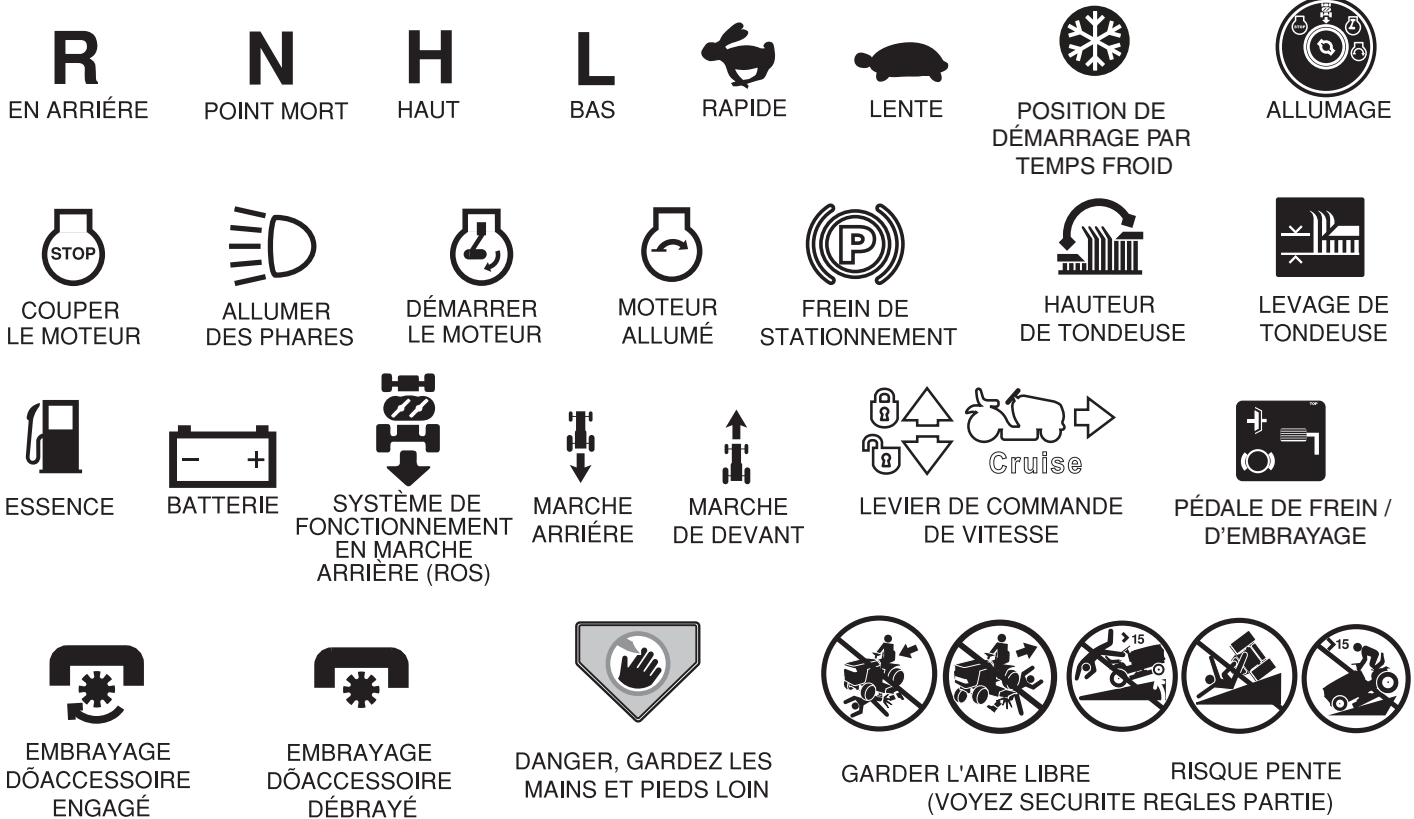 R N H L
EN ARRIÉRE
POINT MORT
HAUT
BAS
RAPIDE
LENTE
POSITION DE
DÉMARRAGE PAR
TEMPS FROID
STOP
ALLUMAGE
STOP
COUPER
LE MOTEUR
ALLUMER
DES PHARES
DÉMARRER
LE MOTEUR
MOTEUR
ALLUMÉ
P
FREIN DE
STATIONNEMENT
HAUTEUR
DE TONDEUSE
LEVAGE DE
TONDEUSE
ESSENCE
BATTERIE
SYSTÈME DE
FONCTIONNEMENT
EN MARCHE
ARRIÈRE (ROS)
MARCHE
ARRIÉRE
MARCHE
DE DEVANT
Cruise
LEVIER DE COMMANDE
DE VITESSE
TOP
PÉDALE DE FREIN /
D'EMBRAYAGE
EMBRAYAGE
DÕACCESSOIRE
ENGAGÉ
EMBRAYAGE
DÕACCESSOIRE
DÉBRAYÉ
DANGER, GARDEZ LES
MAINS ET PIEDS LOIN
>15
>15
GARDER L'AIRE LIBRE
RISQUE PENTE
(VOYEZ SECURITE REGLES PARTIE)